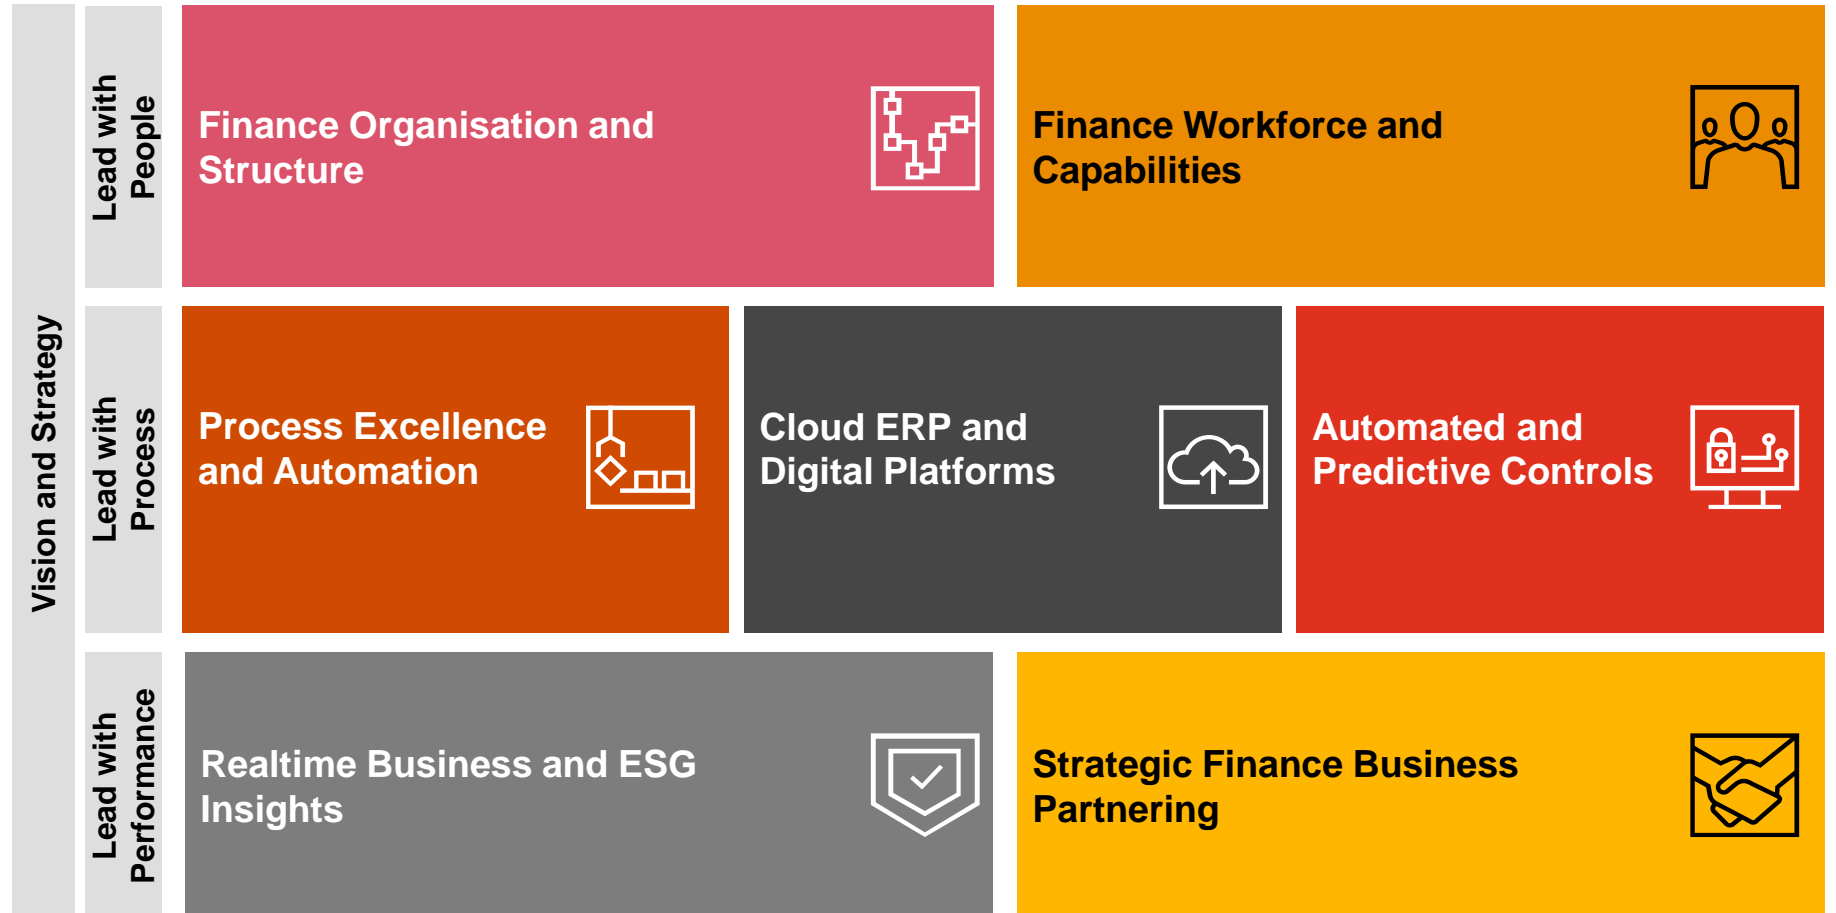 Vision and Strategy
Lead with
People
Finance Organisation and
Structure
Finance Workforce and
Capabilities
Lead with
Process
Process Excellence
and Automation
Cloud ERP and
Digital Platforms
Automated and
Predictive Controls
Lead with
Performance
Realtime Business and ESG
Insights
Strategic Finance Business
Partnering